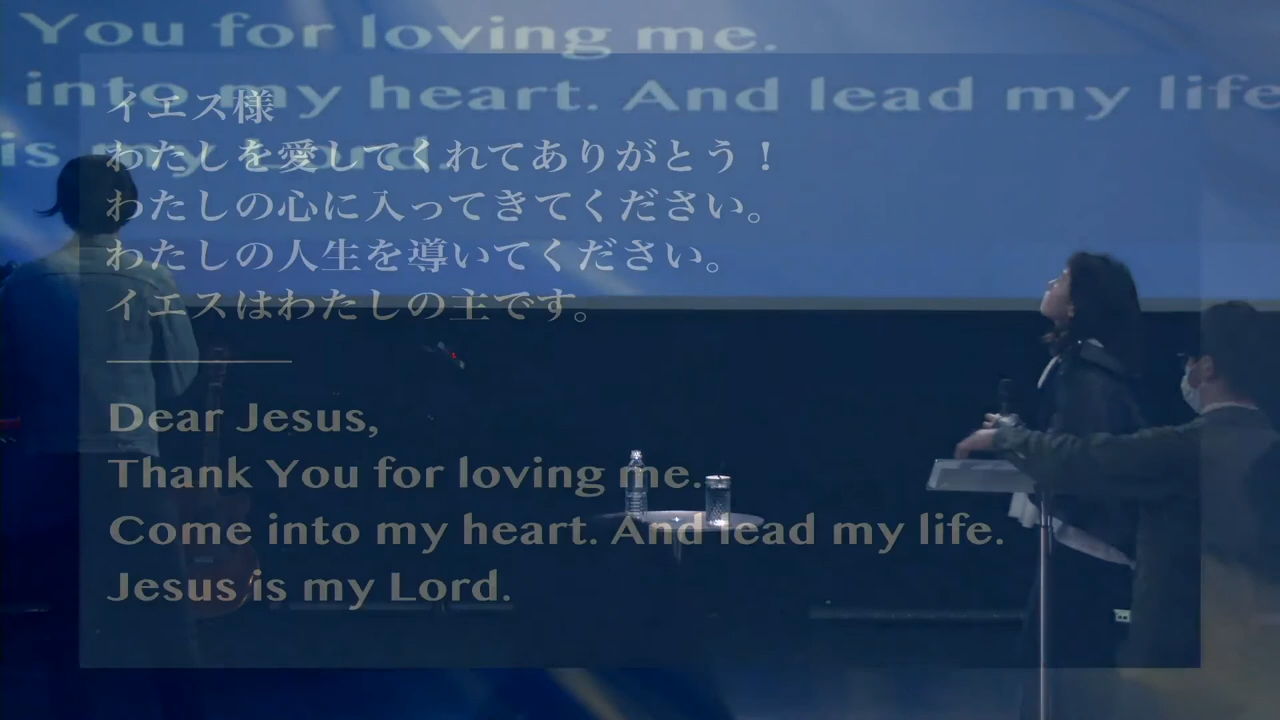 You for loving me.
into my heart. And lead my life
is my Lord.
イエス様
わたしを愛してくれてありがとう！
わたしの心に入ってきてください。
わたしの人生を導いてください。
イエスはわたしの主です。
Dear Jesus,
Thank You for loving me.
Come into my heart. And lead my life.
Jesus is my Lord.